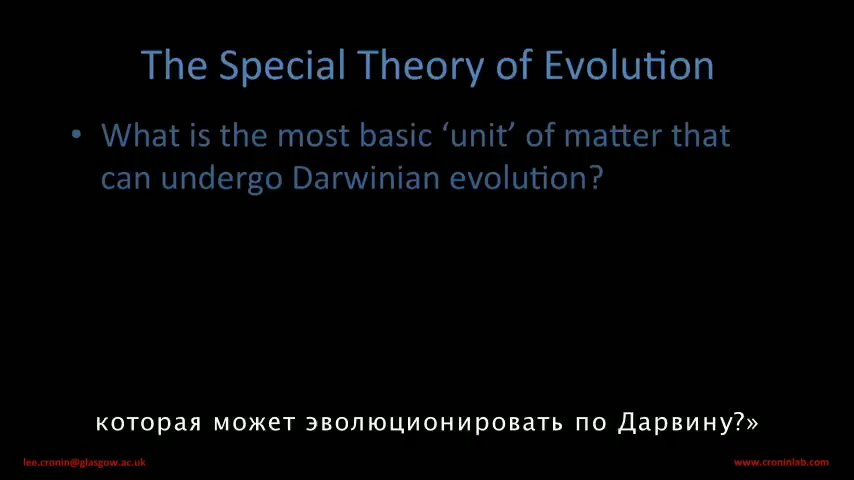 The Special Theory of Evolution
• What is the most basic ‘unit’ of matter that
can undergo Darwinian evolution?
которая может эволюционировать по Дарвину?»
lee.cronin@glasgow.ac.uk
www.croninlab.com